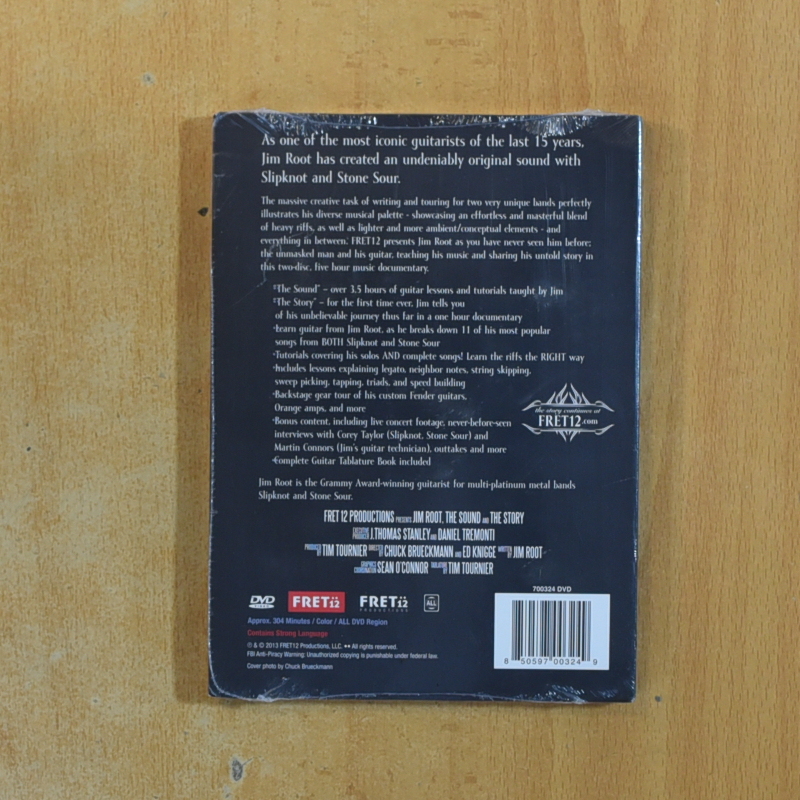 As one of the most iconic guitarists of the last 15 years,
Jim Root has created an undeniably original sound with
Slipknot and Stone Sour.
The massive creative task of writing and touring for two very unique bands perfectly
illustrates his diverse musical palette - showcasing an effortless and masterful blend
of heavy riffs, as well as lighter and more ambient/conceptual elements - and
everything in between. FRET12 presents Jim Root as you have never seen him before:
the unmasked man and his guitar, teaching his music and sharing his untold story in
this two-disc, five hour music documentary.
"The Sound" – over 3.5 hours of guitar lessons and tutorials taught by Jim
"The Story" – for the first time ever, Jim tells you
of his unbelievable journey thus far in a one hour documentary
•Learn guitar from Jim Root, as he breaks down 11 of his most popular
songs from BOTH Slipknot and Stone Sour
•Tutorials covering his solos AND complete songs! Learn the riffs the RIGHT way
•Includes lessons explaining legato, neighbor notes, string skipping,
sweep picking, tapping, triads, and speed building
•Backstage gear tour of his custom Fender guitars,
Orange amps, and more
•Bonus content, including live concert footage, never-before-seen
interviews with Corey Taylor (Slipknot, Stone Sour) and
Martin Connors (Jim's guitar technician), outtakes and more
•Complete Guitar Tablature Book included
the story continues at
FRET12.com
Jim Root is the Grammy Award-winning guitarist for multi-platinum metal bands
Slipknot and Stone Sour.
FRET 12 PRODUCTIONS PRESENTS JIM ROOT, THE SOUND AND THE STORY
EXECUTIVE PRODUCER J.THOMAS STANLEY AND DANIEL TREMONTI
PRODUCED BY TIM TOURNIER DIRECTED BY CHUCK BRUECKMANN AND ED KNIGGE WRITTEN BY JIM ROOT
GRAPHICS COORDINATOR SEAN O'CONNOR TABLATURE BY TIM TOURNIER
700324 DVD
DVD VIDEO FRET12 FRET12 PRODUCTIONS ALL
Approx. 304 Minutes / Color / ALL DVD Region
Contains Strong Language
℗ & © 2013 FRET12 Productions, LLC. •• All rights reserved.
FBI Anti-Piracy Warning: Unauthorized copying is punishable under federal law.
Cover photo by Chuck Brueckmann
8 50597 00324 9